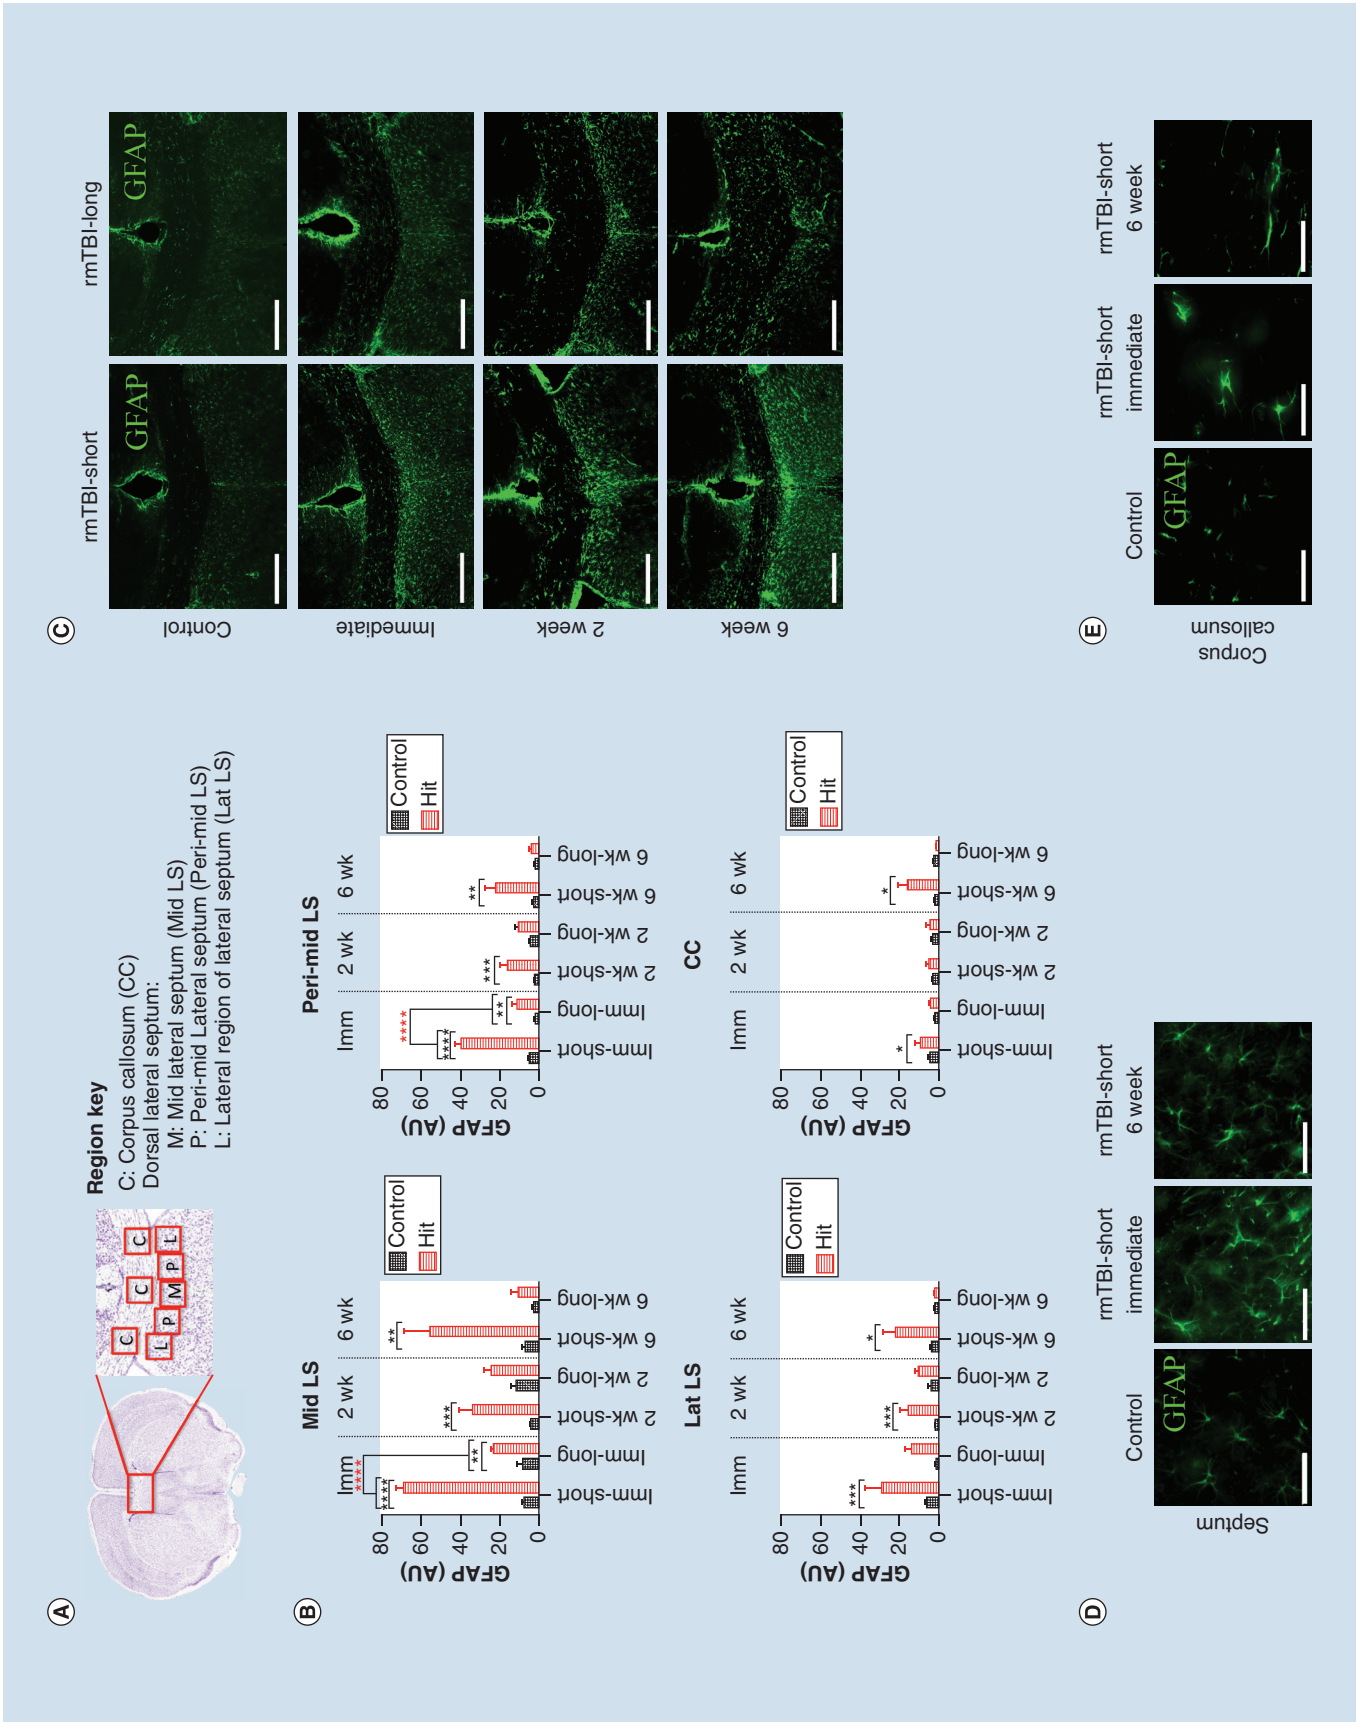 A
C
C
C
L
P
M
P
L
Region key
C: Corpus callosum (CC)
Dorsal lateral septum:
M: Mid lateral septum (Mid LS)
P: Peri-mid Lateral septum (Peri-mid LS)
L: Lateral region of lateral septum (Lat LS)
B
Mid LS
Imm
2 wk
6 wk
Control
Hit
GFAP (AU)
80
60
40
20
0
****
****
**
***
**
Imm-short
Imm-long
2 wk-short
2 wk-long
6 wk-short
6 wk-long
Peri-mid LS
Imm
2 wk
6 wk
Control
Hit
GFAP (AU)
80
60
40
20
0
****
****
**
***
**
Imm-short
Imm-long
2 wk-short
2 wk-long
6 wk-short
6 wk-long
Lat LS
Imm
2 wk
6 wk
Control
Hit
GFAP (AU)
80
60
40
20
0
***
***
*
Imm-short
Imm-long
2 wk-short
2 wk-long
6 wk-short
6 wk-long
CC
Imm
2 wk
6 wk
Control
Hit
GFAP (AU)
80
60
40
20
0
*
*
Imm-short
Imm-long
2 wk-short
2 wk-long
6 wk-short
6 wk-long
C
rmTBI-short
rmTBI-long
Control
GFAP
GFAP
Immediate
2 week
6 week
D
Control
rmTBI-short
immediate
rmTBI-short
6 week
Septum
GFAP
E
Control
rmTBI-short
immediate
rmTBI-short
6 week
Corpus
callosum
GFAP